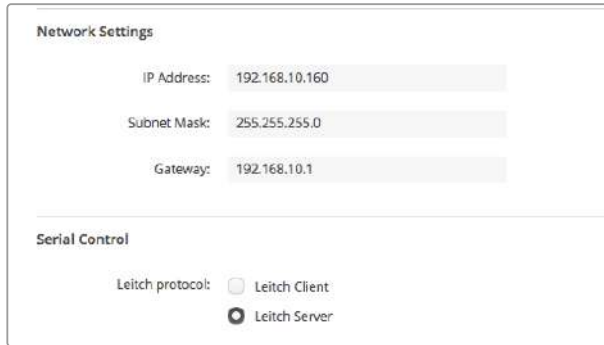 Network Settings
IP Address: 192.168.10.160
Subnet Mask: 255.255.255.0
Gateway: 192.168.10.1
Serial Control
Leitch protocol: Leitch Client
Leitch Server